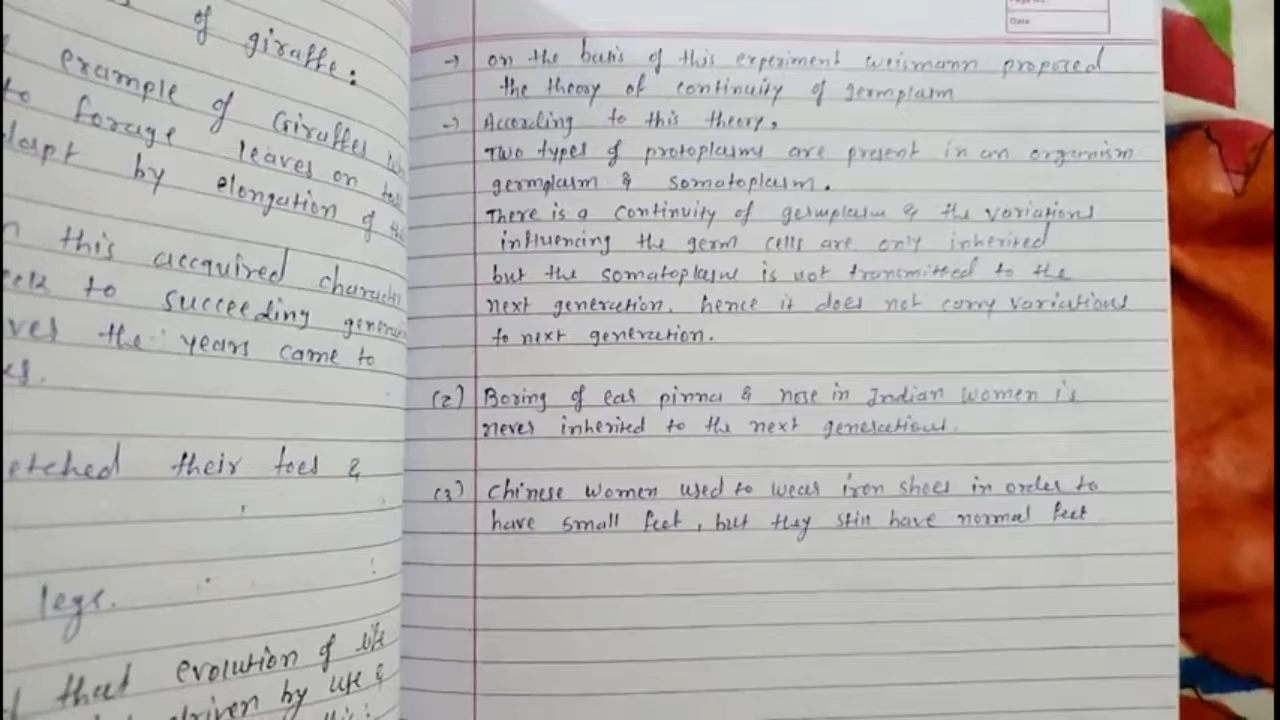 of giraffe:
example of Giraffes
to forage leaves on
by elongation of the
this accquired
to succeeding
the years came to
etched their toes &
legs.
that evolution of life
driven by use &
Date
→ on the basis of this experiment weismann proposed
the theory of continuity of germplasm
→ According to this theory,
Two types of protoplasms are present in an organism
germplasm & somatoplasm.
There is a continuity of germplasm & the variations
influencing the germ cells are only inherited
but the somatoplasm is not transmitted to the
next generation. hence it does not carry variations
to next generation.
(2) Boring of ear pinna & nose in Indian women is
never inherited to the next generations.
(3) Chinese women used to wear iron shoes in order to
have small feet, but they still have normal feet